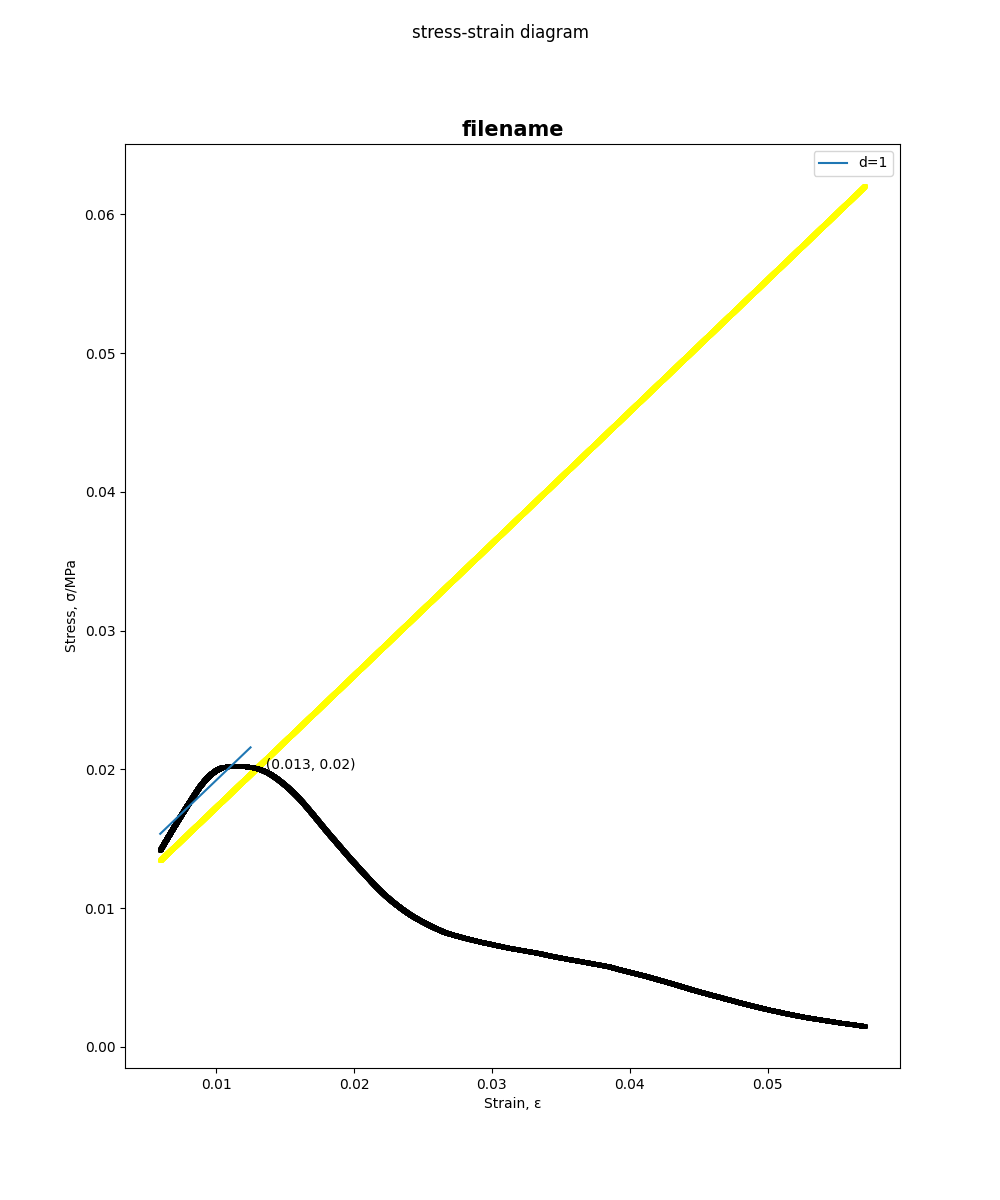 stress-strain diagram
filename
d=1
0.06
0.05
0.04
0.03
0.02
0.01
0.00
Stress, σ/MPa
(0.013, 0.02)
0.01 0.02 0.03 0.04 0.05
Strain, ε